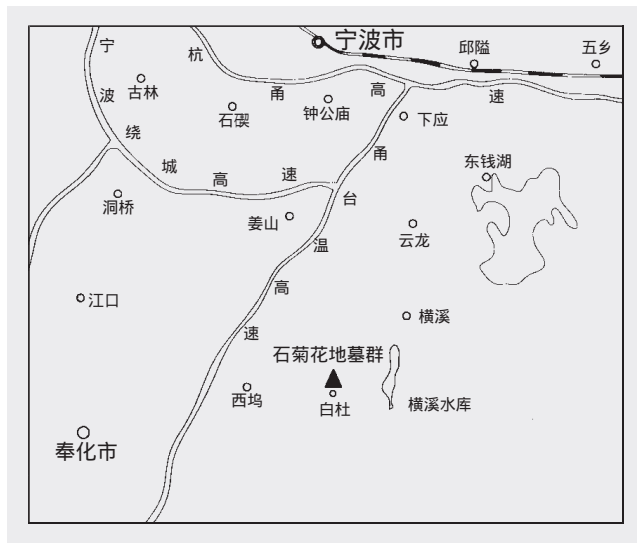 宁波市
邱隘
五乡
宁波绕城高速
杭甬高速
古林
石碶
钟公庙
下应
甬台温高速
东钱湖
洞桥
姜山
云龙
江口
横溪
石菊花地墓群
西坞
白杜
横溪水库
奉化市